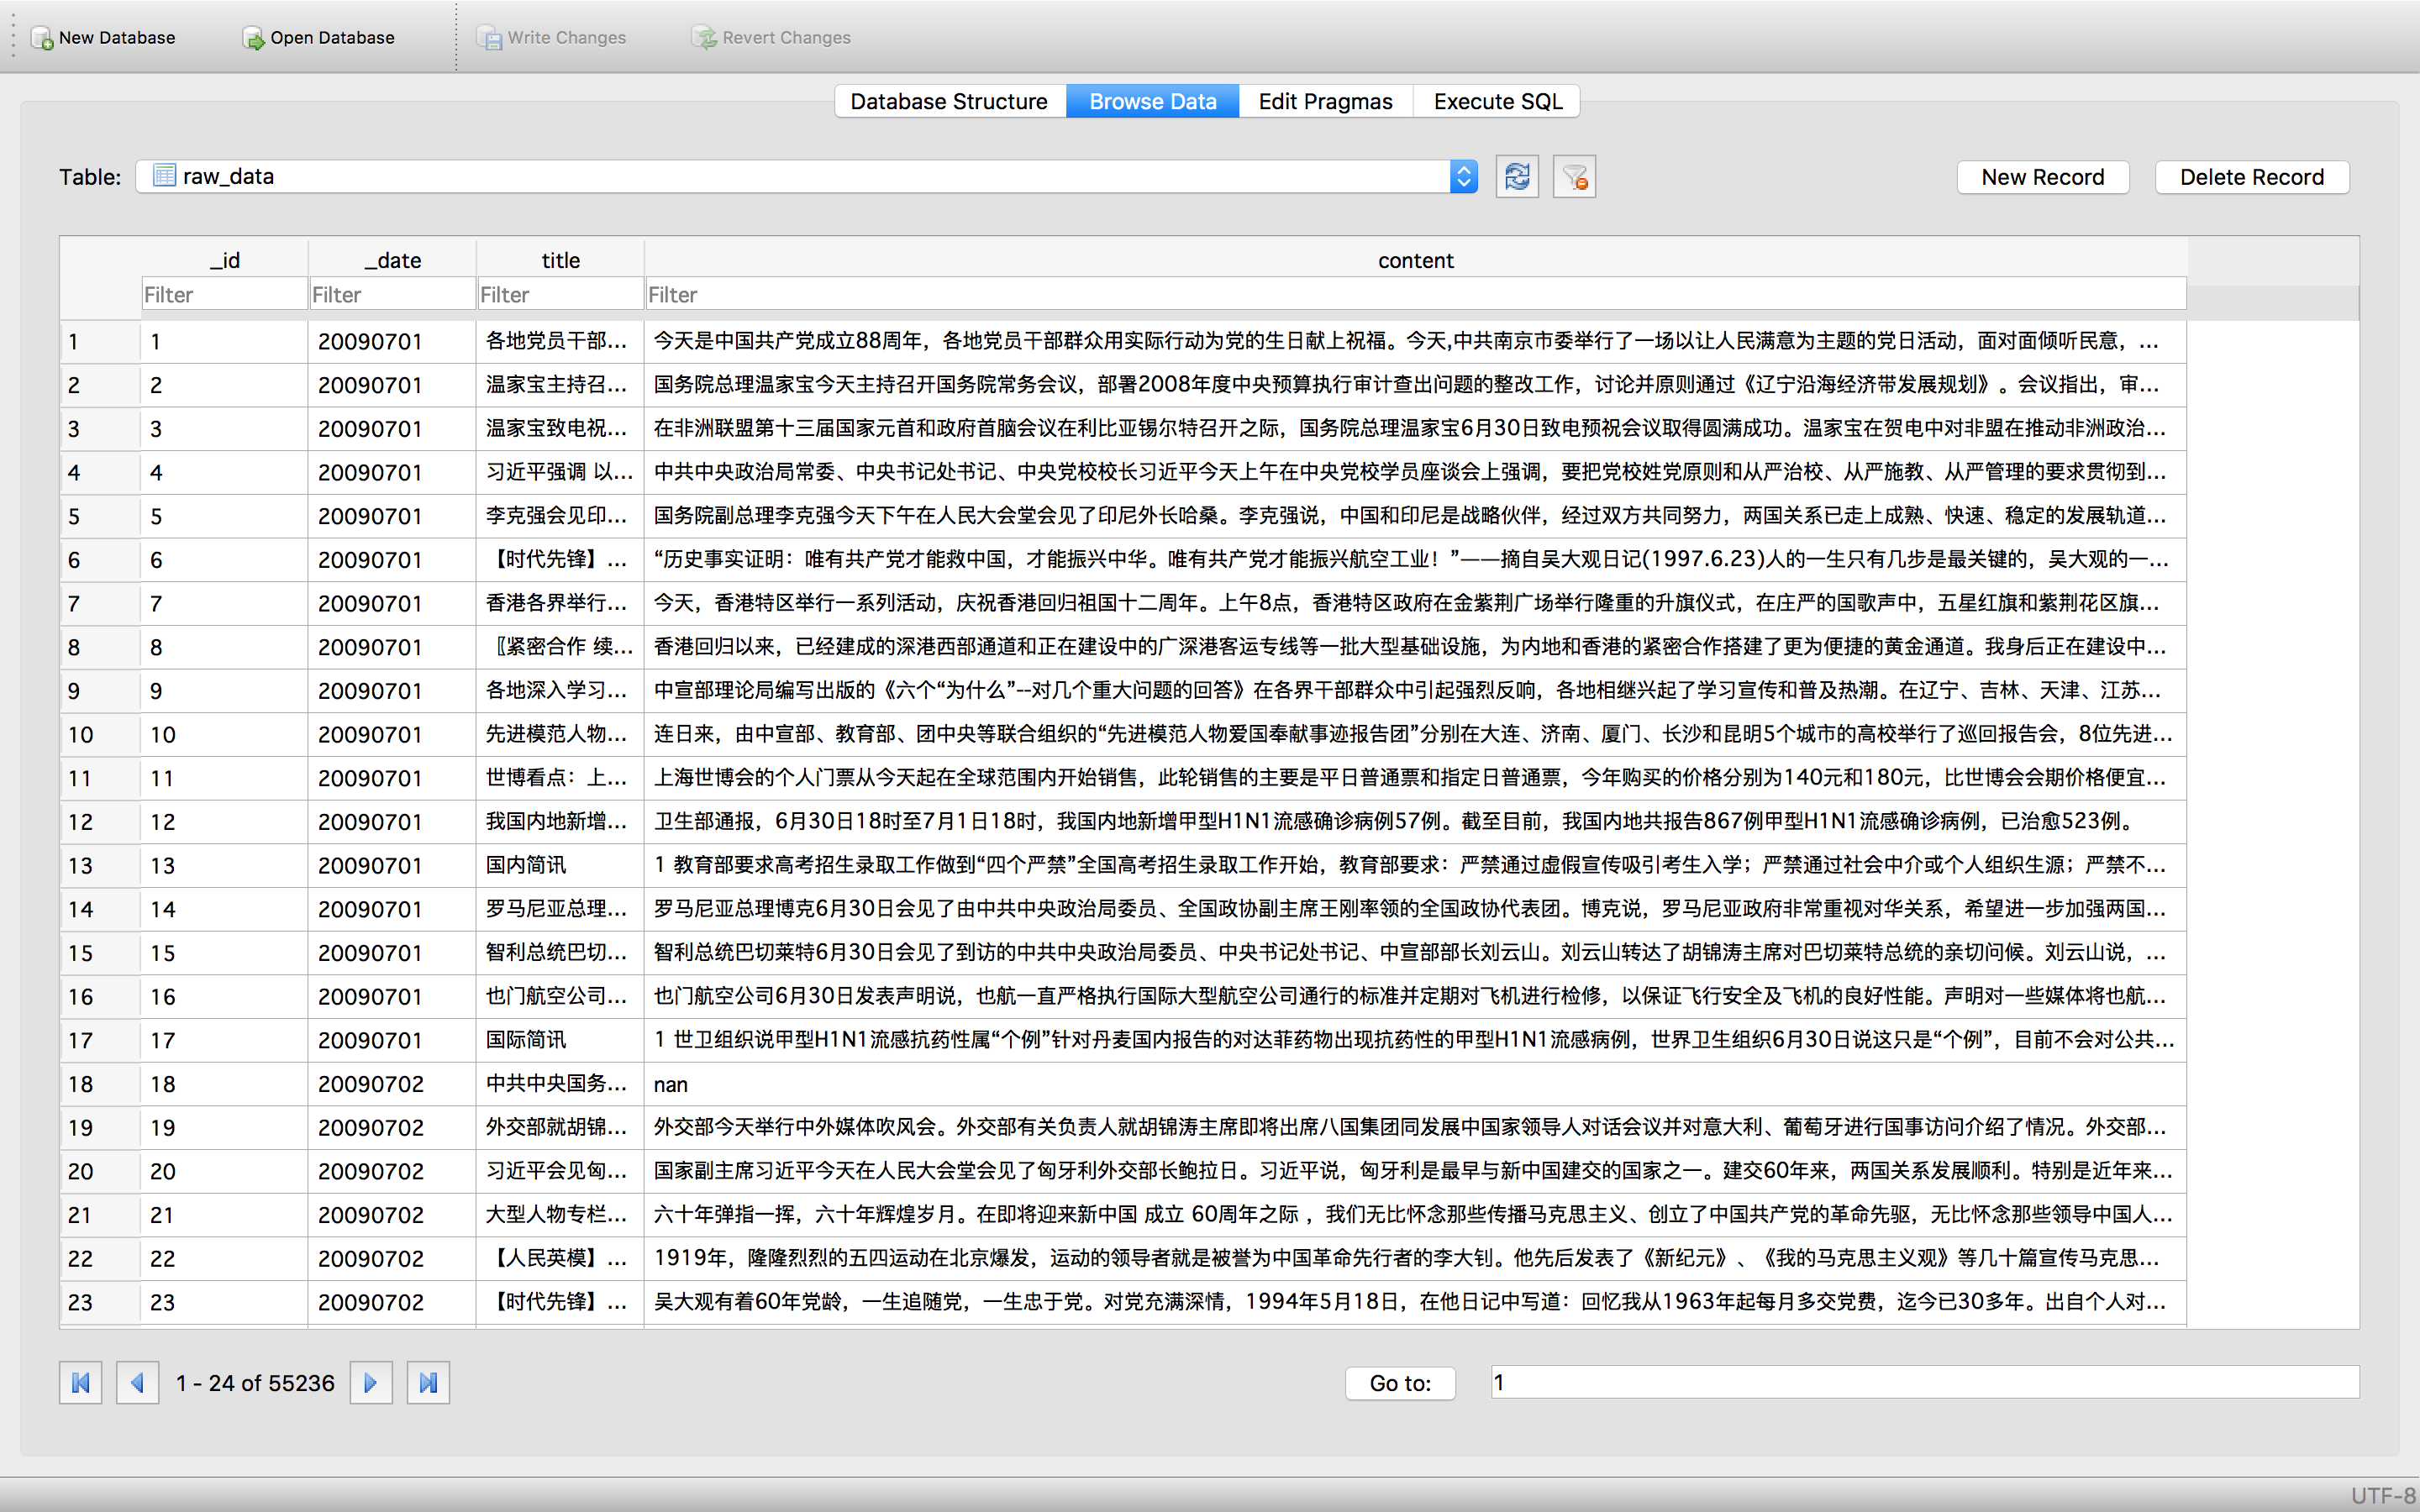 New Database Open Database Write Changes Revert Changes
Database Structure Browse Data Edit Pragmas Execute SQL
Table: raw_data New Record Delete Record
_id _date title content
Filter Filter Filter Filter
1 1 20090701 各地党员干部... 今天是中国共产党成立88周年，各地党员干部群众用实际行动为党的生日献上祝福。今天,中共南京市委举行了一场以让人民满意为主题的党日活动，面对面倾听民意，...
2 2 20090701 温家宝主持召... 国务院总理温家宝今天主持召开国务院常务会议，部署2008年度中央预算执行审计查出问题的整改工作，讨论并原则通过《辽宁沿海经济带发展规划》。会议指出，审...
3 3 20090701 温家宝致电祝... 在非洲联盟第十三届国家元首和政府首脑会议在利比亚锡尔特召开之际，国务院总理温家宝6月30日致电预祝会议取得圆满成功。温家宝在贺电中对非盟在推动非洲政治...
4 4 20090701 习近平强调 以... 中共中央政治局常委、中央书记处书记、中央党校校长习近平今天上午在中央党校学员座谈会上强调，要把党校姓党原则和从严治校、从严施教、从严管理的要求贯彻到...
5 5 20090701 李克强会见印... 国务院副总理李克强今天下午在人民大会堂会见了印尼外长哈桑。李克强说，中国和印尼是战略伙伴，经过双方共同努力，两国关系已走上成熟、快速、稳定的发展轨道...
6 6 20090701 【时代先锋】... “历史事实证明：唯有共产党才能救中国，才能振兴中华。唯有共产党才能振兴航空工业！”——摘自吴大观日记(1997.6.23)人的一生只有几步是最关键的，吴大观的一...
7 7 20090701 香港各界举行... 今天，香港特区举行一系列活动，庆祝香港回归祖国十二周年。上午8点，香港特区政府在金紫荆广场举行隆重的升旗仪式，在庄严的国歌声中，五星红旗和紫荆花区旗...
8 8 20090701 〖紧密合作 续... 香港回归以来，已经建成的深港西部通道和正在建设中的广深港客运专线等一批大型基础设施，为内地和香港的紧密合作搭建了更为便捷的黄金通道。我身后正在建设中...
9 9 20090701 各地深入学习... 中宣部理论局编写出版的《六个“为什么”--对几个重大问题的回答》在各界干部群众中引起强烈反响，各地相继兴起了学习宣传和普及热潮。在辽宁、吉林、天津、江苏...
10 10 20090701 先进模范人物... 连日来，由中宣部、教育部、团中央等联合组织的“先进模范人物爱国奉献事迹报告团”分别在大连、济南、厦门、长沙和昆明5个城市的高校举行了巡回报告会，8位先进...
11 11 20090701 世博看点：上... 上海世博会的个人门票从今天起在全球范围内开始销售，此轮销售的主要是平日普通票和指定日普通票，今年购买的价格分别为140元和180元，比世博会会期价格便宜...
12 12 20090701 我国内地新增... 卫生部通报，6月30日18时至7月1日18时，我国内地新增甲型H1N1流感确诊病例57例。截至目前，我国内地共报告867例甲型H1N1流感确诊病例，已治愈523例。
13 13 20090701 国内简讯 1 教育部要求高考招生录取工作做到“四个严禁”全国高考招生录取工作开始，教育部要求：严禁通过虚假宣传吸引考生入学；严禁通过社会中介或个人组织生源；严禁不...
14 14 20090701 罗马尼亚总理... 罗马尼亚总理博克6月30日会见了由中共中央政治局委员、全国政协副主席王刚率领的全国政协代表团。博克说，罗马尼亚政府非常重视对华关系，希望进一步加强两国...
15 15 20090701 智利总统巴切... 智利总统巴切莱特6月30日会见了到访的中共中央政治局委员、中央书记处书记、中宣部部长刘云山。刘云山转达了胡锦涛主席对巴切莱特总统的亲切问候。刘云山说，...
16 16 20090701 也门航空公司... 也门航空公司6月30日发表声明说，也航一直严格执行国际大型航空公司通行的标准并定期对飞机进行检修，以保证飞行安全及飞机的良好性能。声明对一些媒体将也航...
17 17 20090701 国际简讯 1 世卫组织说甲型H1N1流感抗药性属“个例”针对丹麦国内报告的对达菲药物出现抗药性的甲型H1N1流感病例，世界卫生组织6月30日说这只是“个例”，目前不会对公共...
18 18 20090702 中共中央国务... nan
19 19 20090702 外交部就胡锦... 外交部今天举行中外媒体吹风会。外交部有关负责人就胡锦涛主席即将出席八国集团同发展中国家领导人对话会议并对意大利、葡萄牙进行国事访问介绍了情况。外交部...
20 20 20090702 习近平会见匈... 国家副主席习近平今天在人民大会堂会见了匈牙利外交部长鲍拉日。习近平说，匈牙利是最早与新中国建交的国家之一。建交60年来，两国关系发展顺利。特别是近年来...
21 21 20090702 大型人物专栏... 六十年弹指一挥，六十年辉煌岁月。在即将迎来新中国 成立 60周年之际 ，我们无比怀念那些传播马克思主义、创立了中国共产党的革命先驱，无比怀念那些领导中国人...
22 22 20090702 【人民英模】... 1919年，隆隆烈烈的五四运动在北京爆发，运动的领导者就是被誉为中国革命先行者的李大钊。他先后发表了《新纪元》、《我的马克思主义观》等几十篇宣传马克思...
23 23 20090702 【时代先锋】... 吴大观有着60年党龄，一生追随党，一生忠于党。对党充满深情，1994年5月18日，在他日记中写道：回忆我从1963年起每月多交党费，迄今已30多年。出自个人对...
1 - 24 of 55236 Go to: 1
UTF-8